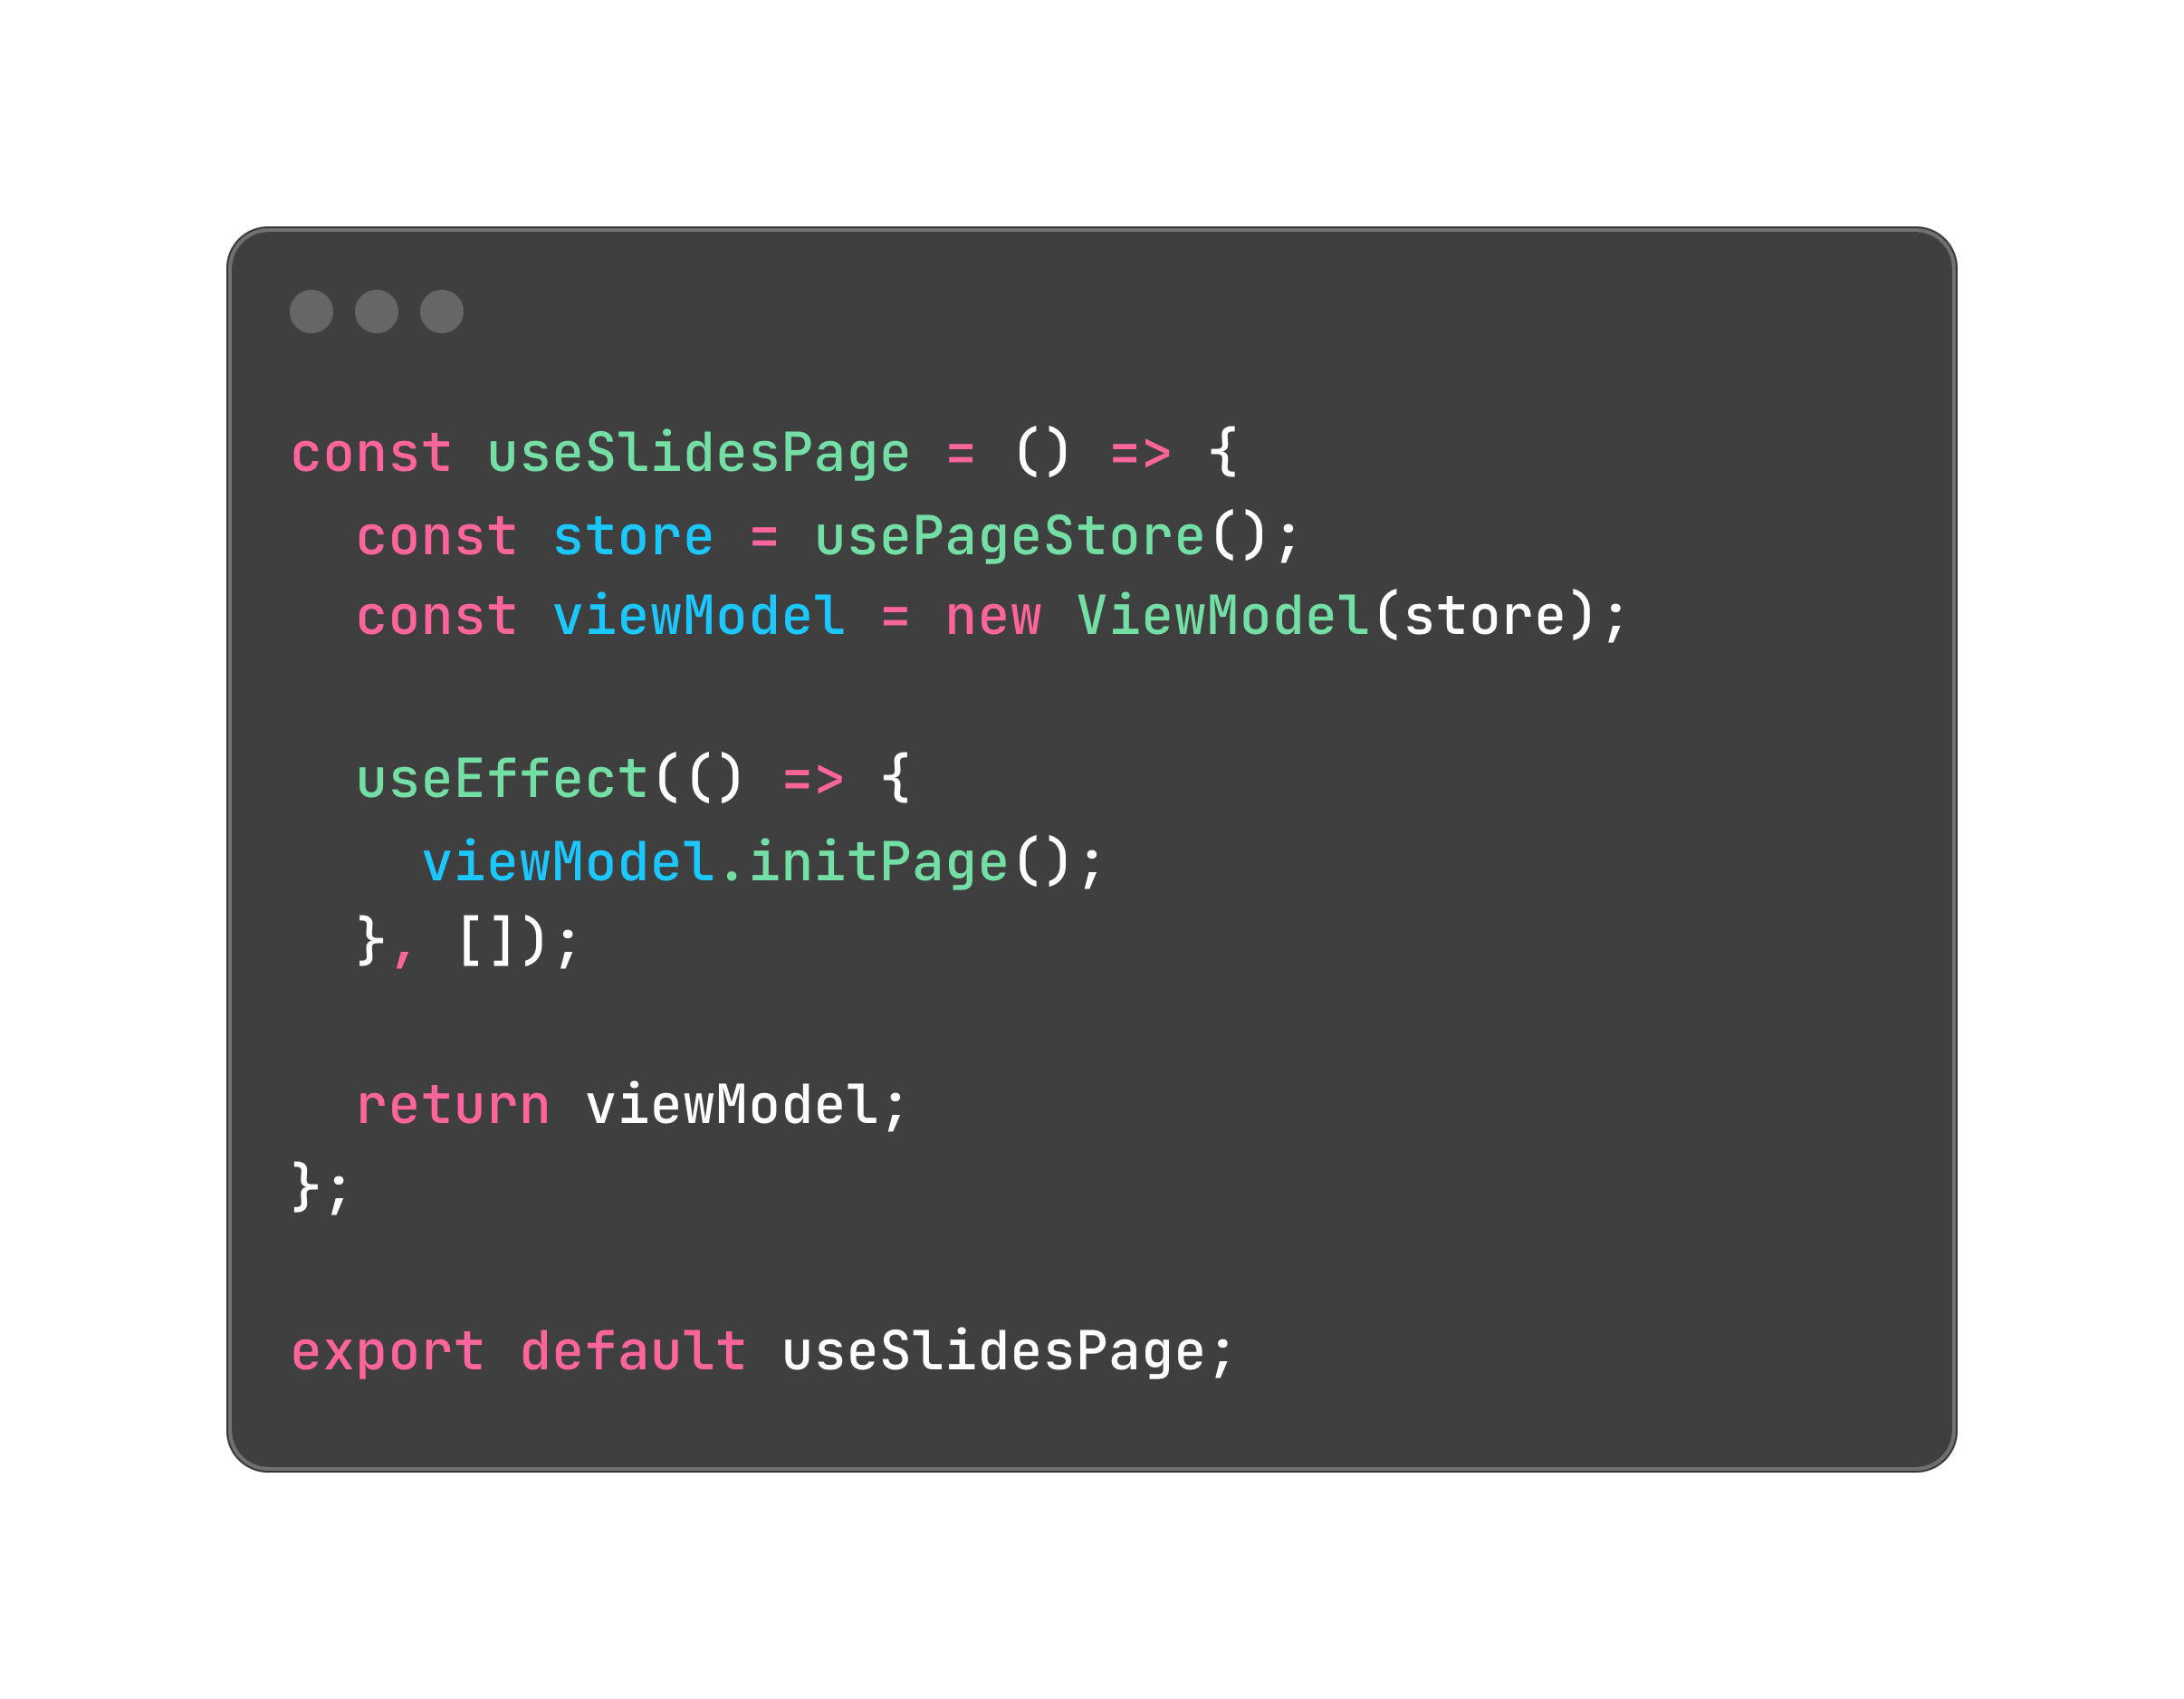 const useSlidesPage = () => {
  const store = usePageStore();
  const viewModel = new ViewModel(store);

  useEffect(() => {
    viewModel.initPage();
  }, []);

  return viewModel;
};

export default useSlidesPage;